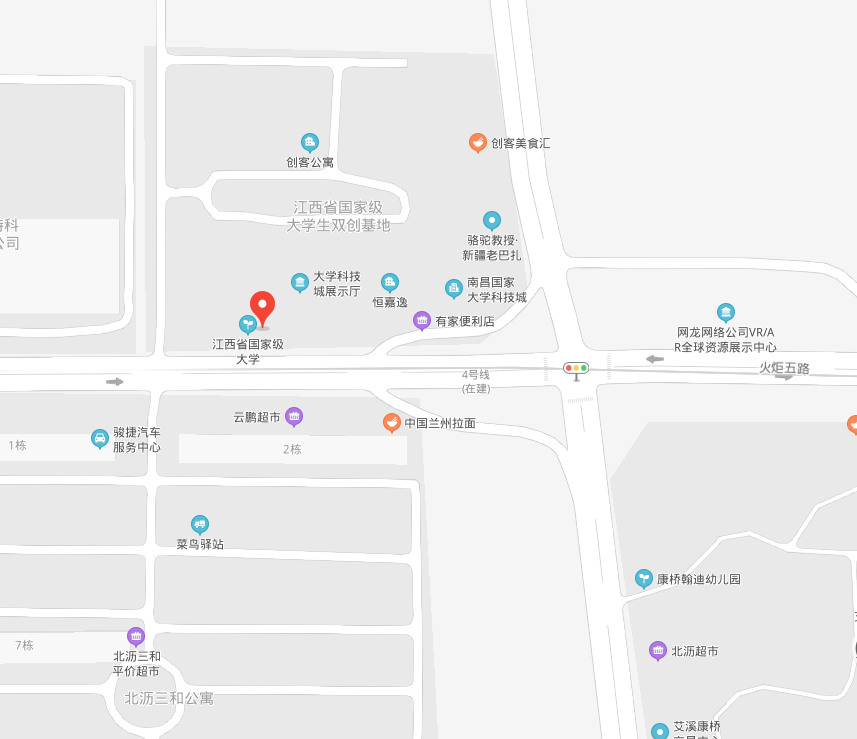 创客公寓
创客美食汇
江西省国家级
大学生双创基地
骆驼教授·
新疆老巴扎
大学科技
城展示厅
恒嘉逸
南昌国家
大学科技城
有家便利店
江西省国家级
大学
网龙网络公司VR/A
R全球资源展示中心
火炬五路
4号线
(在建)
云鹏超市
中国兰州拉面
骏捷汽车
服务中心
1栋
2栋
菜鸟驿站
康桥翰迪幼儿园
北沥三和
平价超市
7栋
北沥超市
北沥三和公寓
艾溪康桥